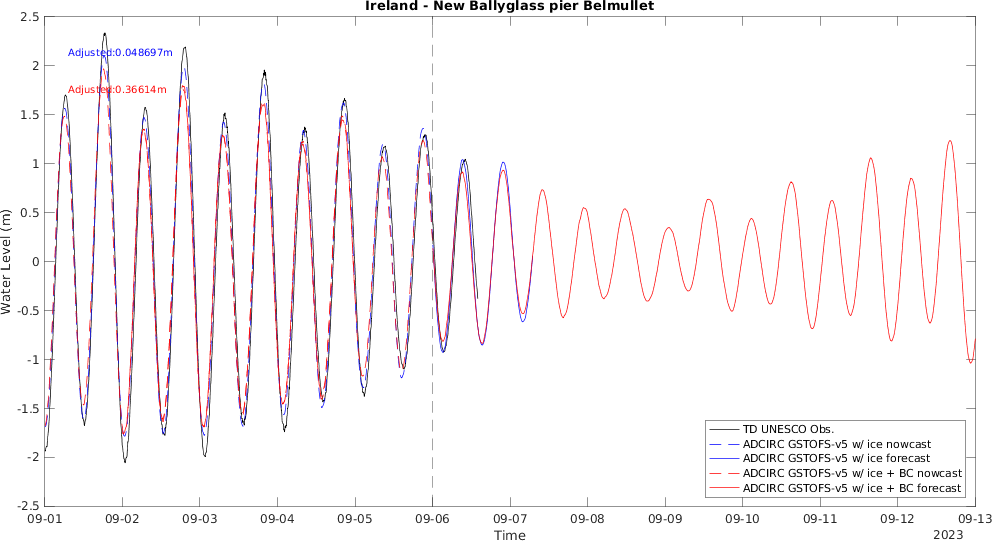 Ireland - New Ballyglass pier Belmullet
2.5
2
1.5
1
0.5
0
-0.5
-1
-1.5
-2
-2.5
Water Level (m)
Adjusted:0.048697m
Adjusted:0.36614m
TD UNESCO Obs.
ADCIRC GSTOFS-v5 w/ ice nowcast
ADCIRC GSTOFS-v5 w/ ice forecast
ADCIRC GSTOFS-v5 w/ ice + BC nowcast
ADCIRC GSTOFS-v5 w/ ice + BC forecast
09-01 09-02 09-03 09-04 09-05 09-06 09-07 09-08 09-09 09-10 09-11 09-12 09-13
Time
2023